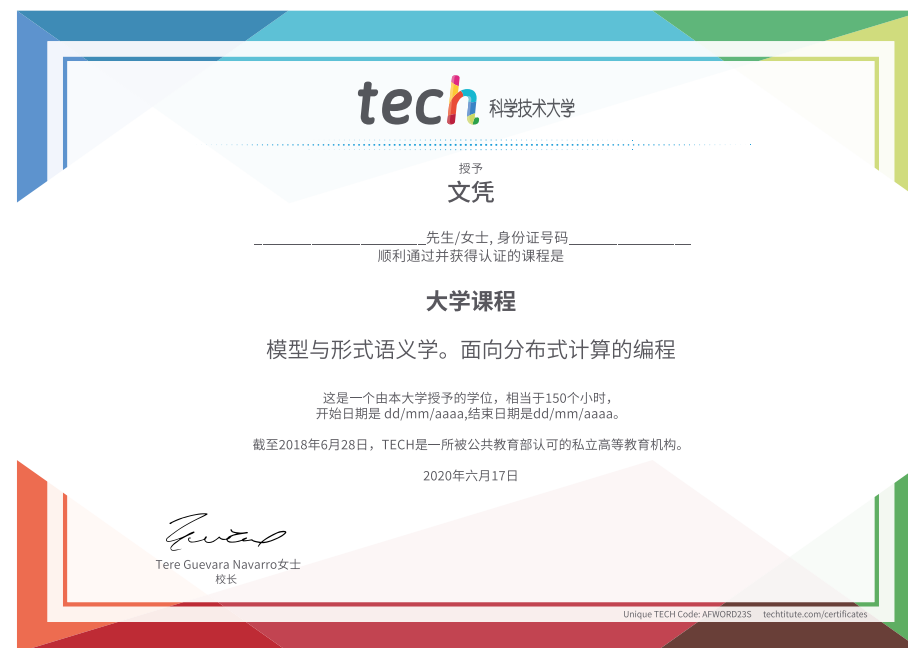 tech 科学技术大学
授予
文凭
______________________先生/女士, 身份证号码________________
顺利通过并获得认证的课程是
大学课程
模型与形式语义学。面向分布式计算的编程
这是一个由本大学授予的学位，相当于150个小时，
开始日期是 dd/mm/aaaa,结束日期是dd/mm/aaaa。
截至2018年6月28日，TECH是一所被公共教育部认可的私立高等教育机构。
2020年六月17日
Tere Guevara Navarro女士
校长
Unique TECH Code: AFWORD23S techtitute.com/certificates